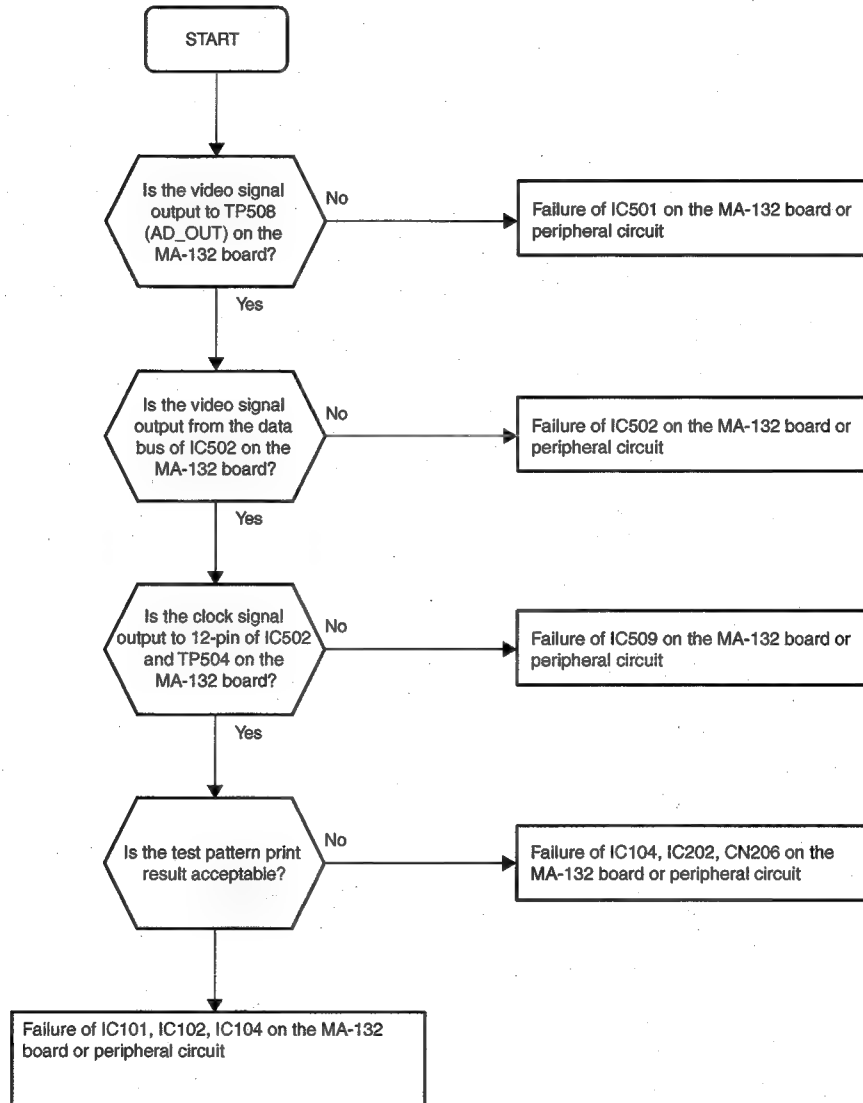 START
Is the video signal
output to TP508
(AD_OUT) on the
MA-132 board?
No
Failure of IC501 on the MA-132 board or
peripheral circuit
Yes
Is the video signal
output from the data
bus of IC502 on the
MA-132 board?
No
Failure of IC502 on the MA-132 board or
peripheral circuit
Yes
Is the clock signal
output to 12-pin of IC502
and TP504 on the
MA-132 board?
No
Failure of IC509 on the MA-132 board or
peripheral circuit
Yes
Is the test pattern print
result acceptable?
No
Failure of IC104, IC202, CN206 on the
MA-132 board or peripheral circuit
Failure of IC101, IC102, IC104 on the MA-132
board or peripheral circuit